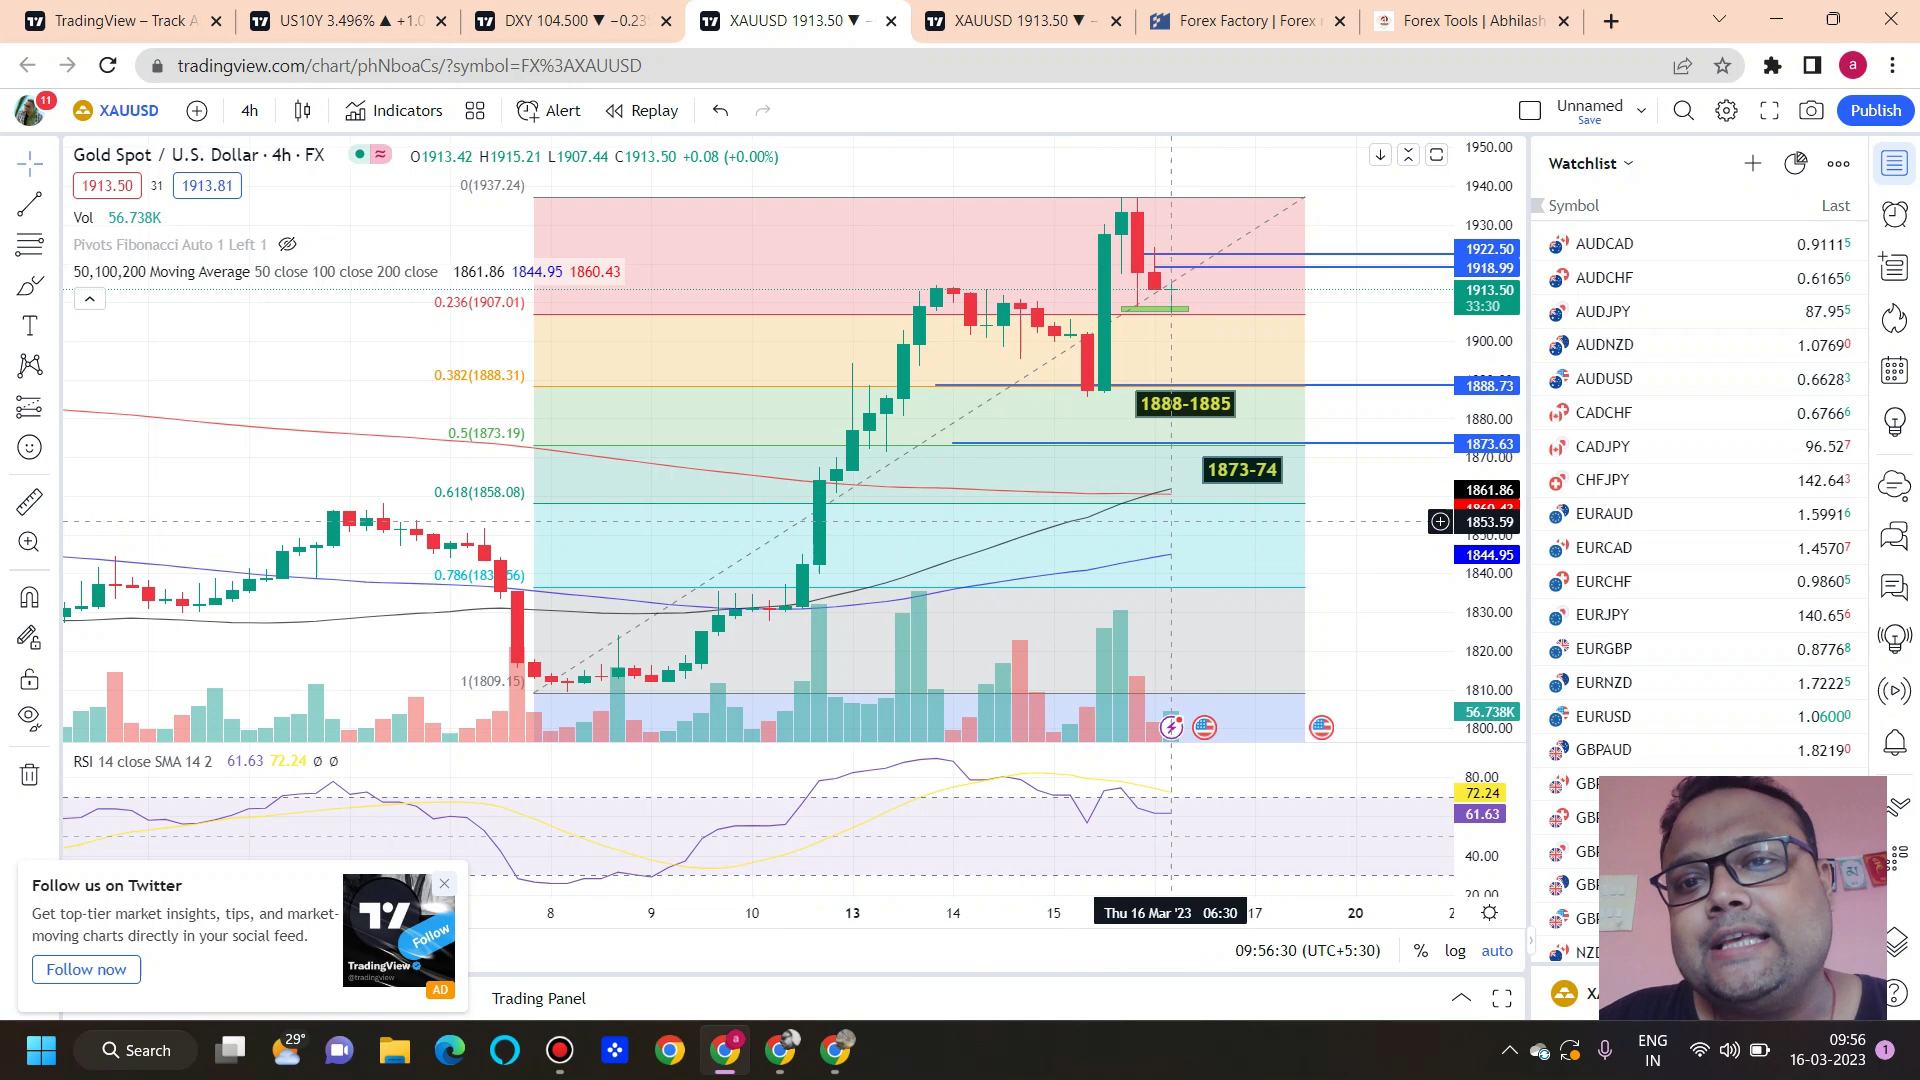 TradingView – Track A
US10Y 3.496% ▲ +1.0
DXY 104.500 ▼ −0.23
XAUUSD 1913.50 ▼ −
XAUUSD 1913.50 ▼ −
Forex Factory | Forex
Forex Tools | Abhilash
tradingview.com/chart/phNboaCs/?symbol=FX%3AXAUUSD
a
11
XAUUSD
4h
Indicators
Alert
Replay
Unnamed
Save
Publish
Gold Spot / U.S. Dollar · 4h · FX
O1913.42 H1915.21 L1907.44 C1913.50 +0.08 (+0.00%)
1913.50 31 1913.81
Vol 56.738K
Pivots Fibonacci Auto 1 Left 1
50,100,200 Moving Average 50 close 100 close 200 close 1861.86 1844.95 1860.43
0(1937.24)
0.236(1907.01)
0.382(1888.31)
0.5(1873.19)
0.618(1858.08)
1(1809.15)
1888-1885
1873-74
1950.00
1940.00
1930.00
1922.50
1918.99
1913.50
33:30
1900.00
1888.73
1880.00
1873.63
1870.00
1861.86
1853.59
1850.00
1844.95
1840.00
1830.00
1820.00
1810.00
56.738K
1800.00
RSI 14 close SMA 14 2 61.63 72.24 ∅ ∅
80.00
72.24
61.63
40.00
20.00
8
9
10
13
14
15
Thu 16 Mar '23 06:30
17
20
2
09:56:30 (UTC+5:30)
%
log
auto
Trading Panel
Follow us on Twitter
Get top-tier market insights, tips, and market-
moving charts directly in your social feed.
Follow now
Follow
TradingView
@tradingview
AD
Watchlist
Symbol Last
AUDCAD 0.91115
AUDCHF 0.61656
AUDJPY 87.955
AUDNZD 1.07690
AUDUSD 0.66283
CADCHF 0.67666
CADJPY 96.527
CHFJPY 142.643
EURAUD 1.59916
EURCAD 1.45707
EURCHF 0.98605
EURJPY 140.656
EURGBP 0.87768
EURNZD 1.72225
EURUSD 1.06000
GBPAUD 1.82190
Search
29°
a
ENG
IN
09:56
16-03-2023
1